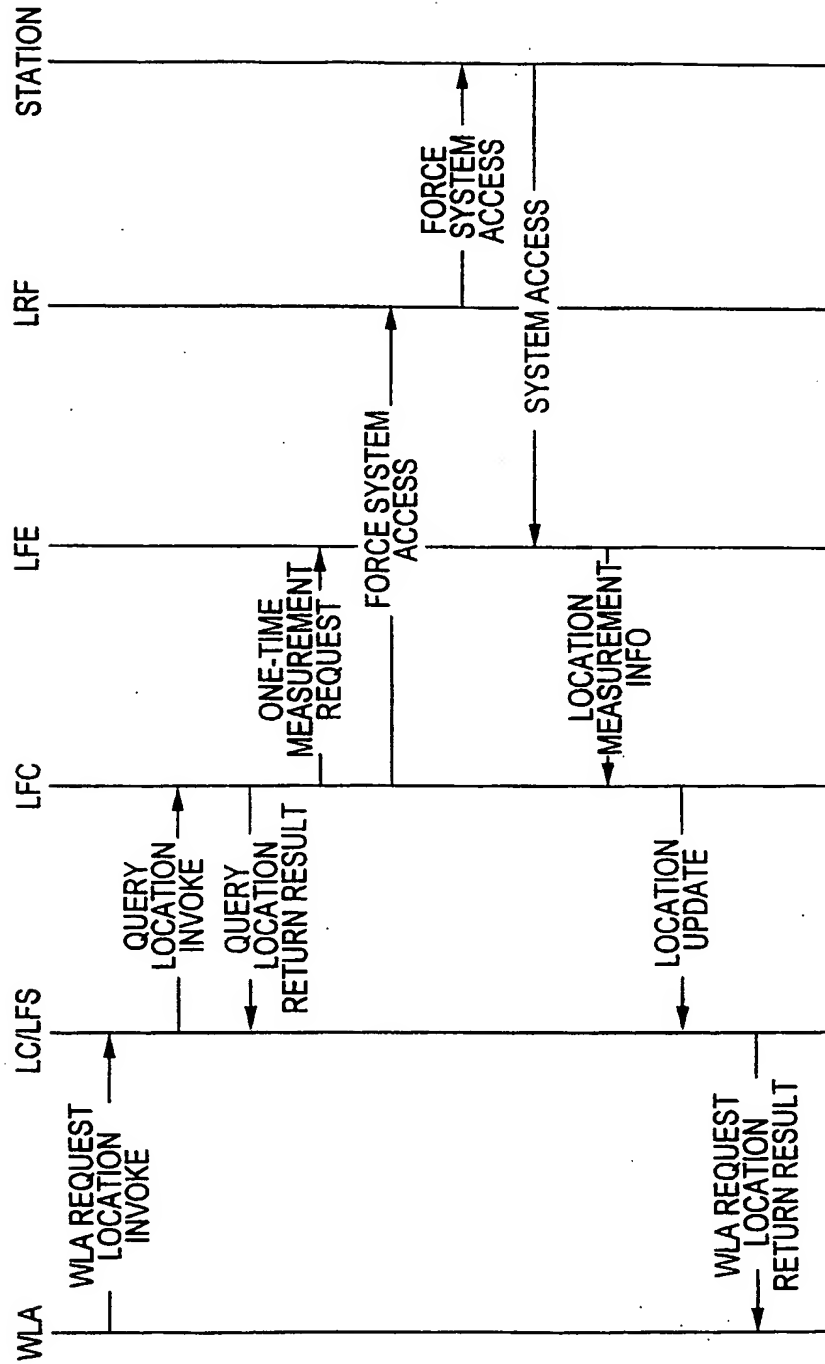 WLA
LC/LFS
LFC
LFE
LRF
STATION
WLA REQUEST
LOCATION
INVOKE
QUERY
LOCATION
INVOKE
QUERY
LOCATION
RETURN RESULT
ONE-TIME
MEASUREMENT
REQUEST
FORCE SYSTEM
ACCESS
FORCE
SYSTEM
ACCESS
SYSTEM ACCESS
LOCATION
MEASUREMENT
INFO
LOCATION
UPDATE
WLA REQUEST
LOCATION
RETURN RESULT